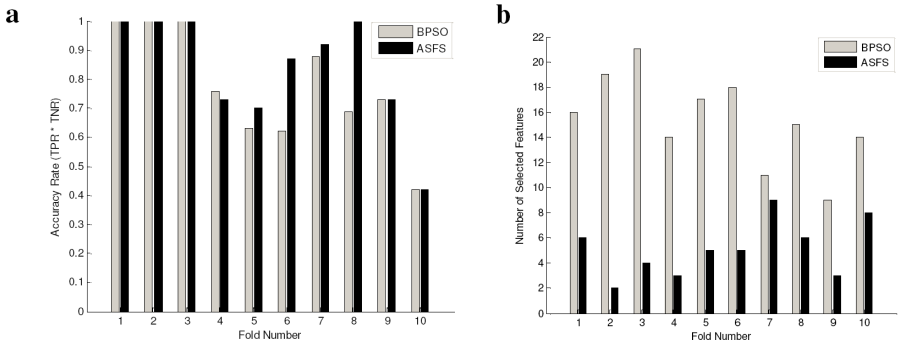 a
1
0.9
0.8
0.7
0.6
0.5
0.4
0.3
0.2
0.1
0
Accuracy Rate (TPR * TNR)
1 2 3 4 5 6 7 8 9 10
Fold Number
BPSO
ASFS
b
22
20
18
16
14
12
10
8
6
4
2
0
Number of Selected Features
1 2 3 4 5 6 7 8 9 10
Fold Number
BPSO
ASFS